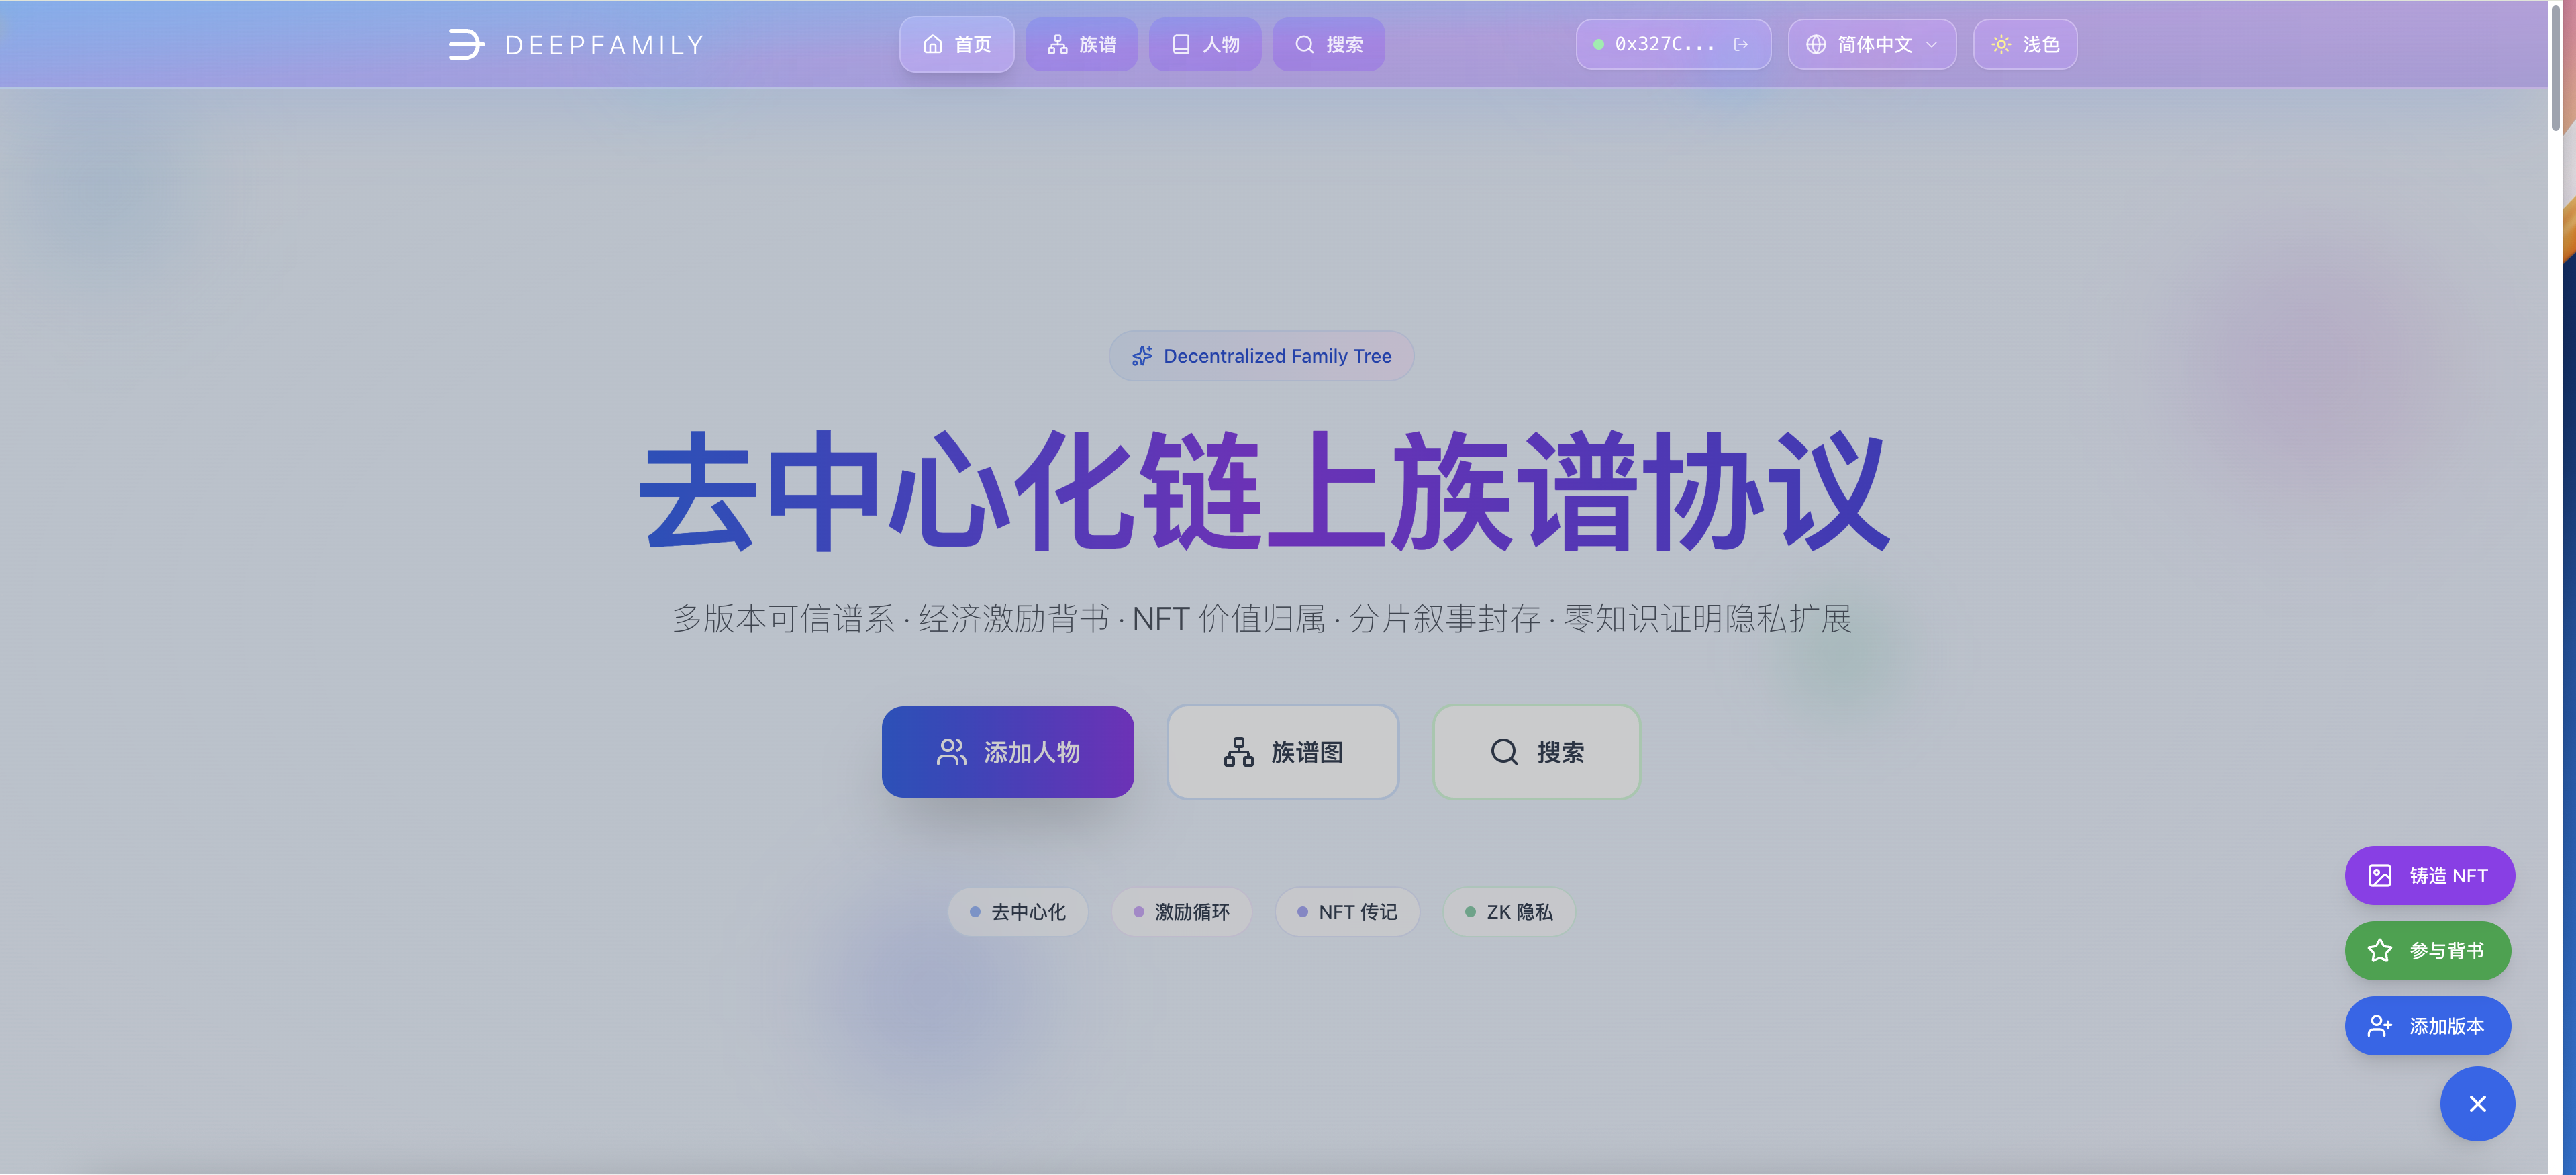 DEEPFAMILY
首页
族谱
人物
搜索
0x327C...
简体中文
浅色
Decentralized Family Tree
去中心化链上族谱协议
多版本可信谱系 · 经济激励背书 · NFT 价值归属 · 分片叙事封存 · 零知识证明隐私扩展
添加人物
族谱图
搜索
去中心化
激励循环
NFT 传记
ZK 隐私
铸造 NFT
参与背书
添加版本